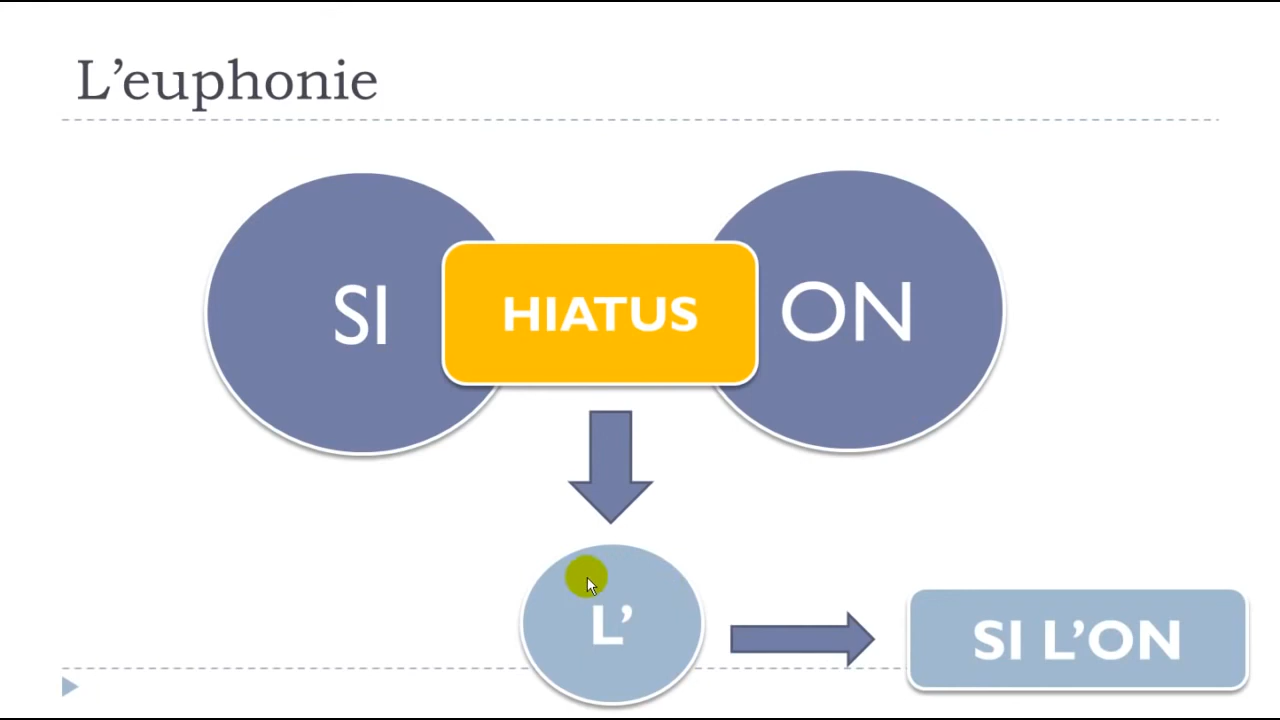 L’euphonie
SI
HIATUS
ON
L’
SI L’ON